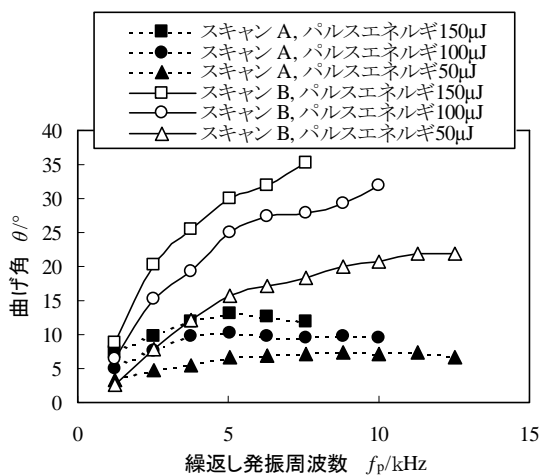 スキャン A, パルスエネルギ150μJ
スキャン A, パルスエネルギ100μJ
スキャン A, パルスエネルギ50μJ
スキャン B, パルスエネルギ150μJ
スキャン B, パルスエネルギ100μJ
スキャン B, パルスエネルギ50μJ
40
35
30
25
20
15
10
5
0
曲げ角 θ/°
0 5 10 15
繰返し発振周波数 fp/kHz